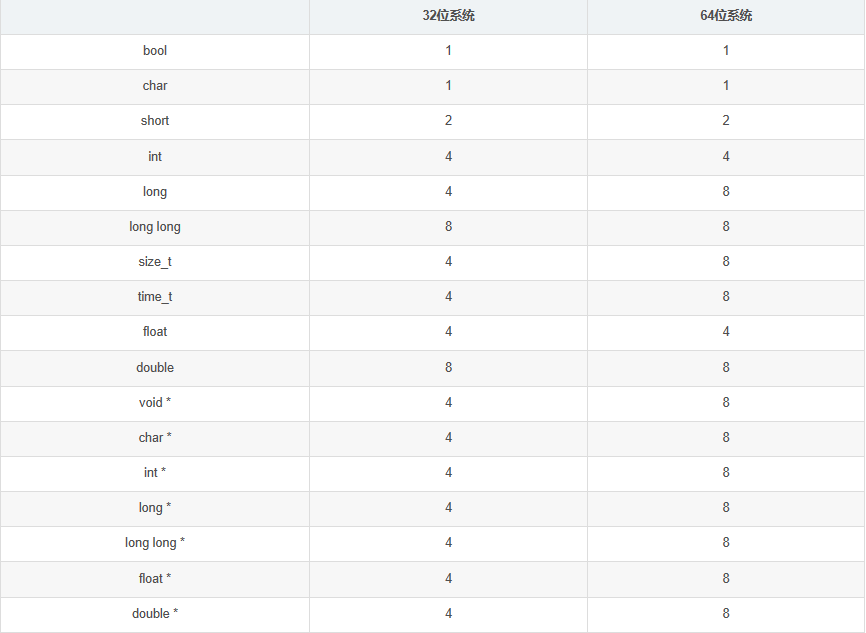 32位系统 64位系统
bool 1 1
char 1 1
short 2 2
int 4 4
long 4 8
long long 8 8
size_t 4 8
time_t 4 8
float 4 4
double 8 8
void * 4 8
char * 4 8
int * 4 8
long * 4 8
long long * 4 8
float * 4 8
double * 4 8